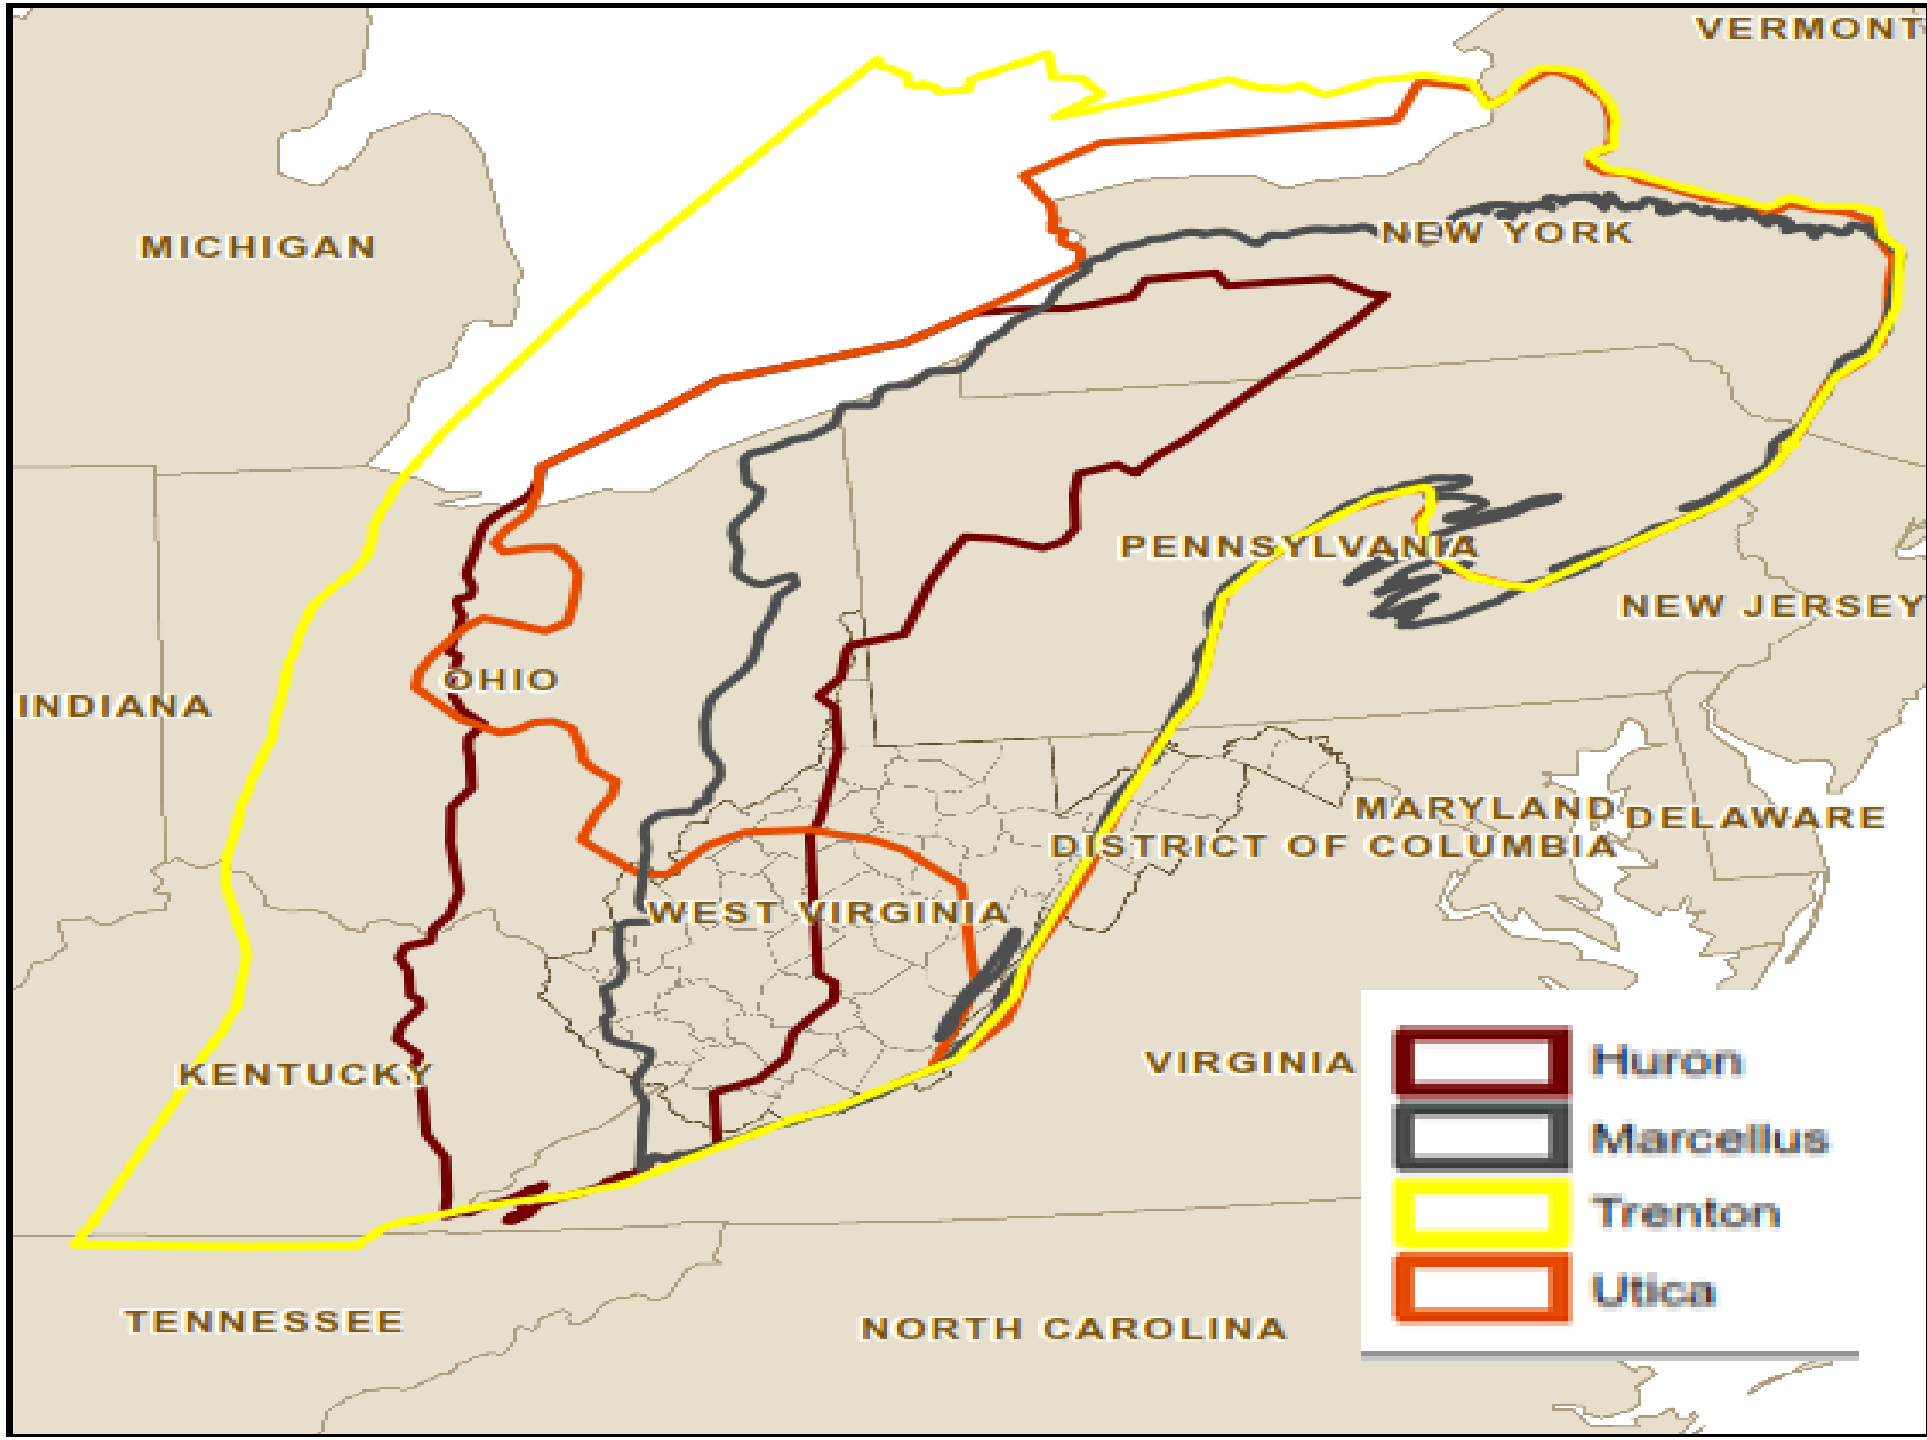 VERMONT
MICHIGAN
NEW YORK
PENNSYLVANIA
NEW JERSEY
OHIO
INDIANA
MARYLAND
DELAWARE
DISTRICT OF COLUMBIA
WEST VIRGINIA
VIRGINIA
KENTUCKY
TENNESSEE
NORTH CAROLINA
Huron
Marcellus
Trenton
Utica